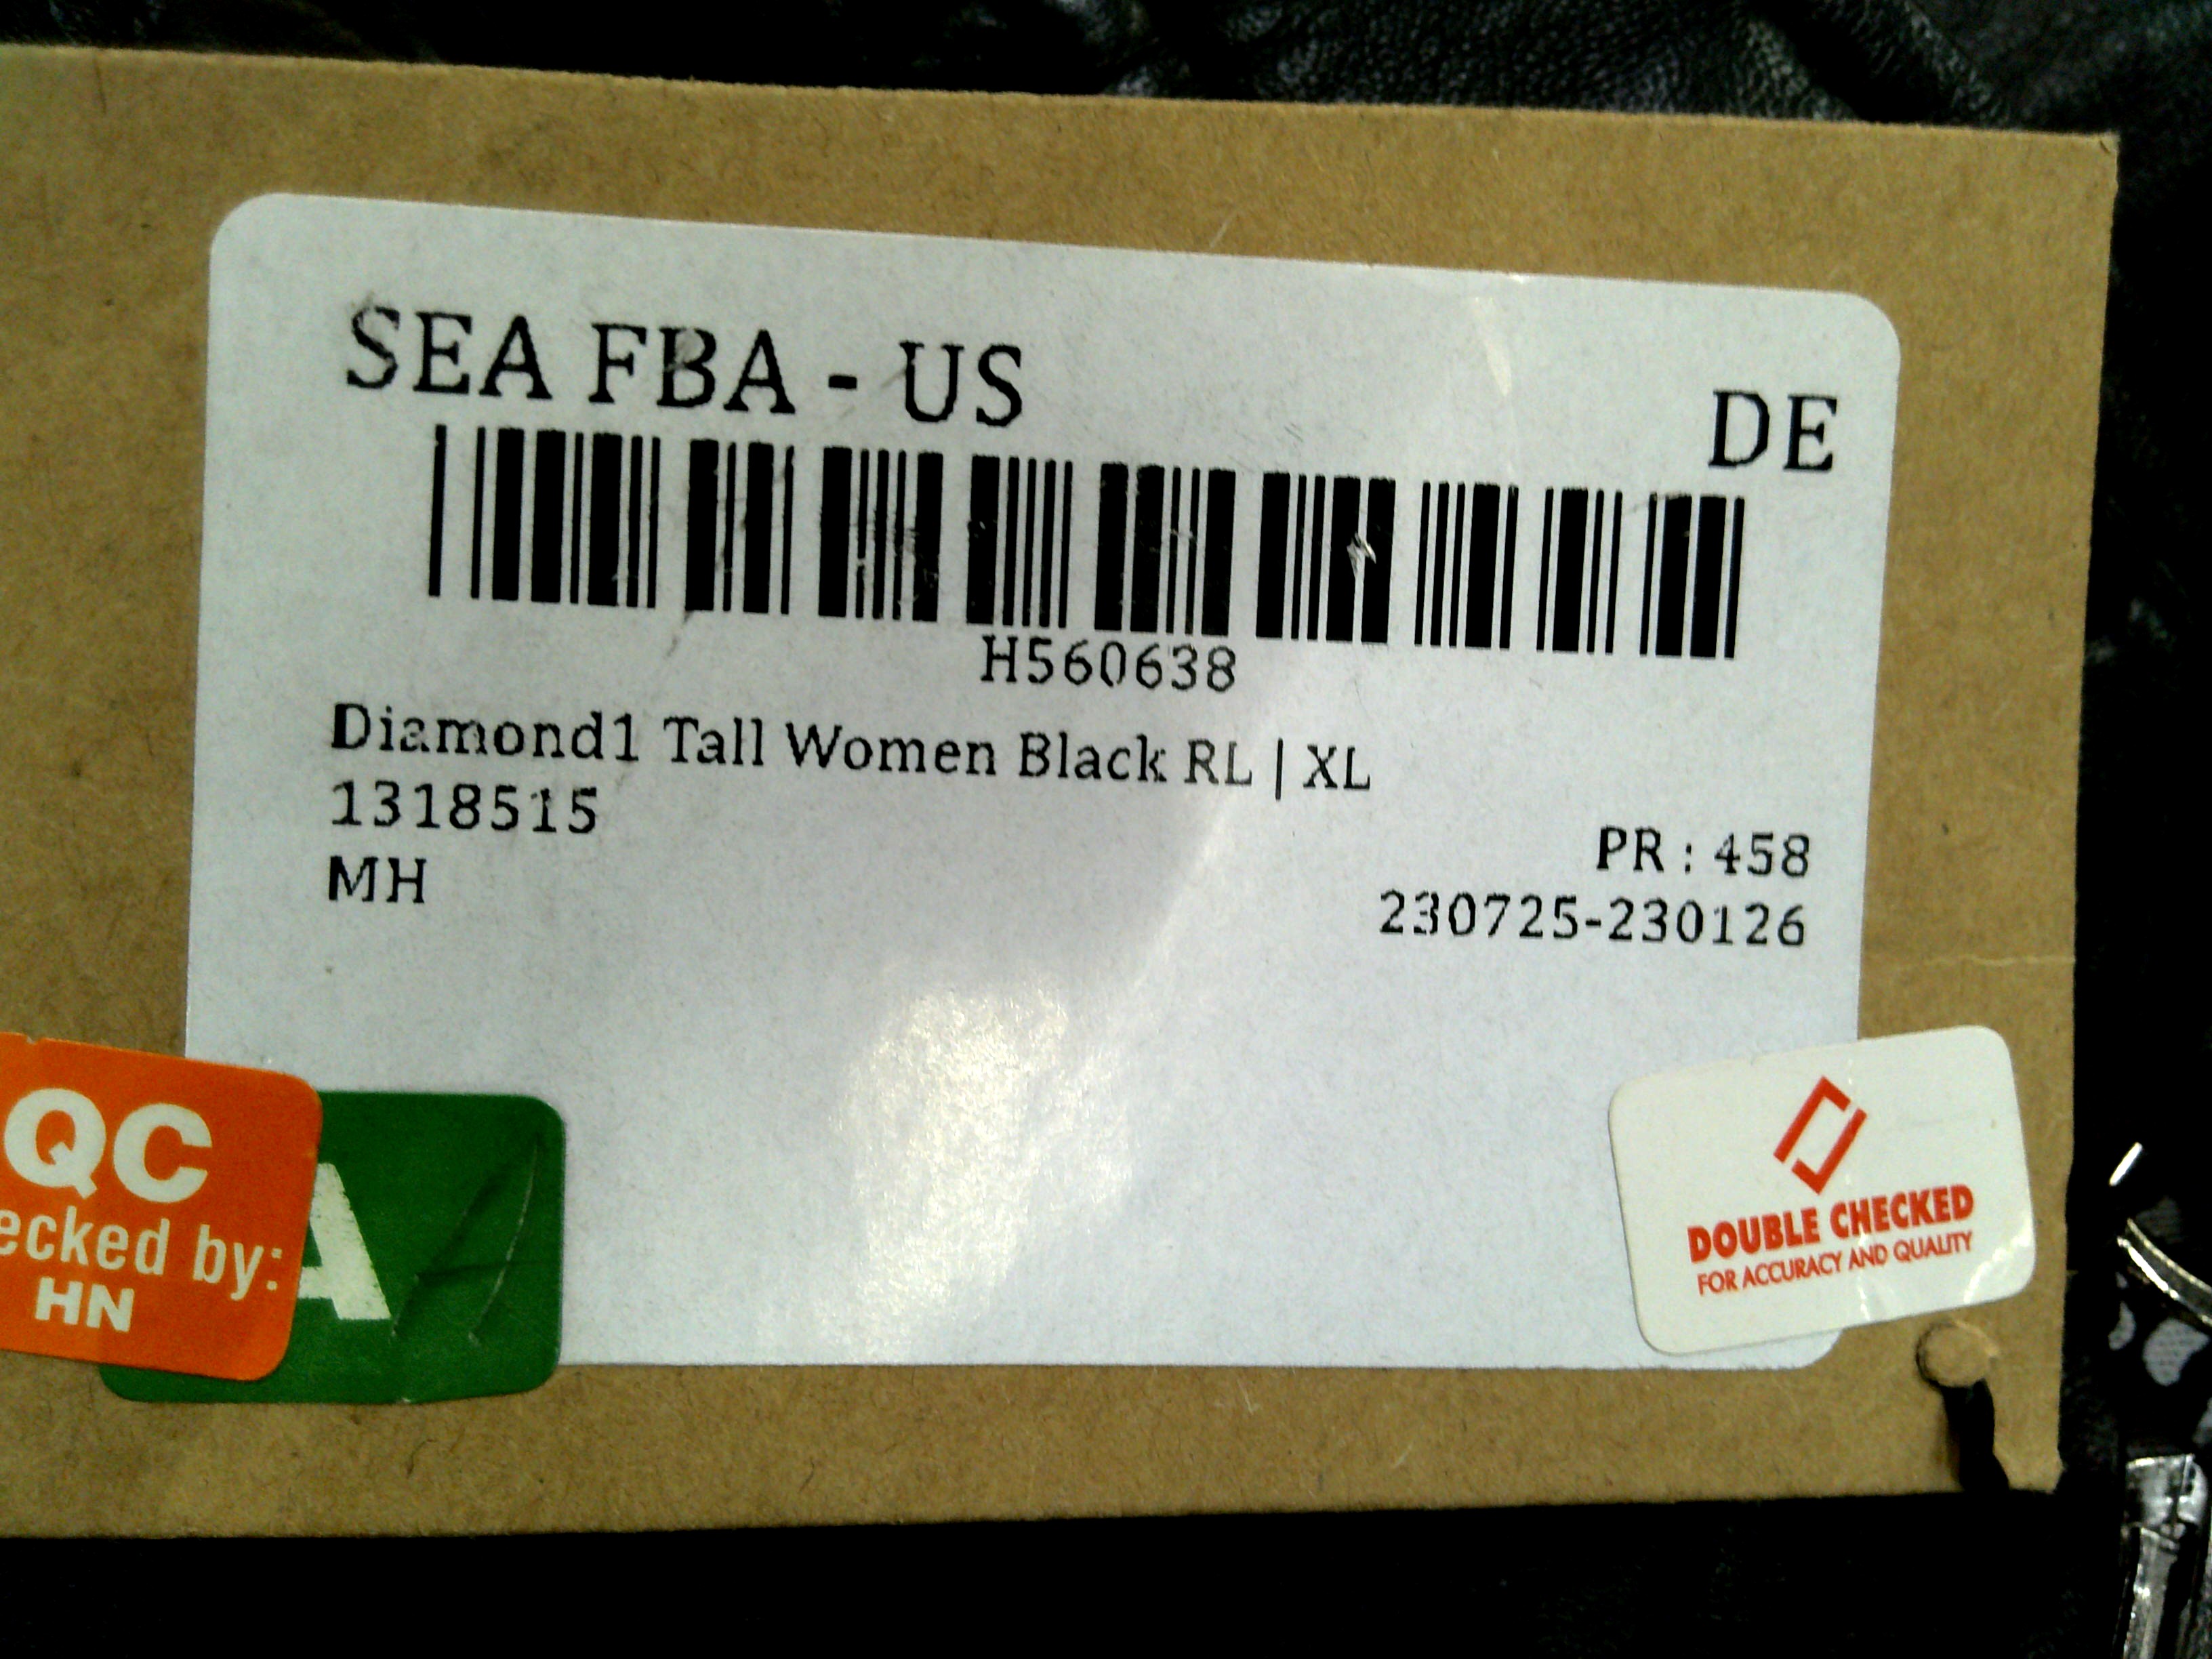 SEA FBA - US
DE
H560638
Diamond1 Tall Women Black RL | XL
1318515
PR : 458
MH
230725-230126
QC
ecked by:
HN
A
DOUBLE CHECKED
FOR ACCURACY AND QUALITY